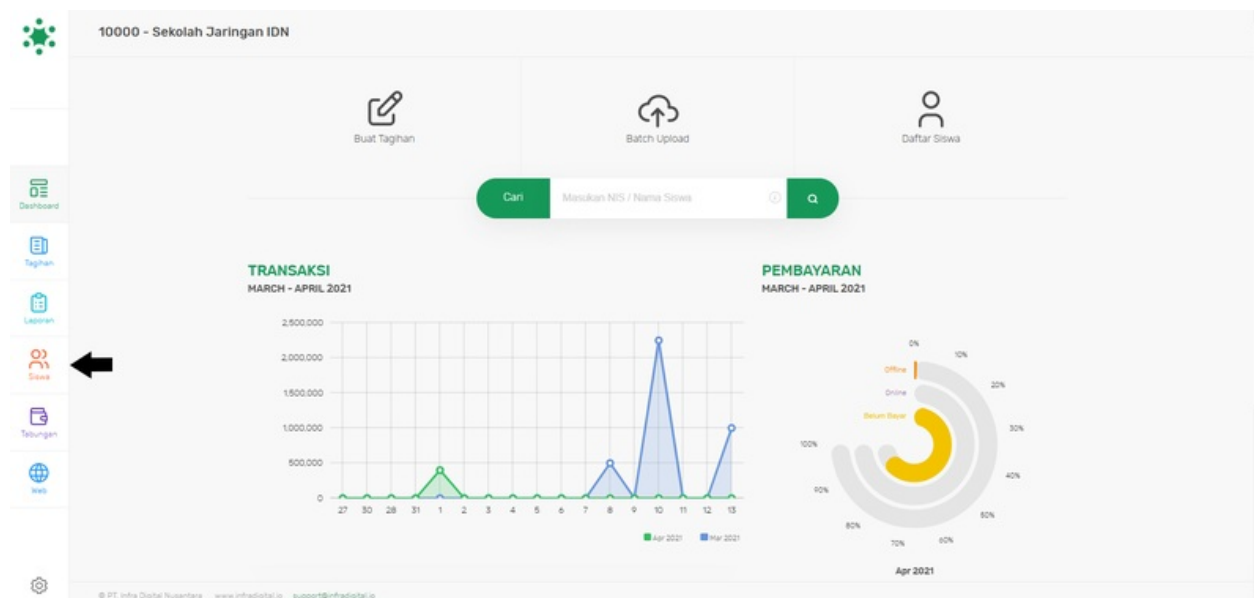 10000 - Sekolah Jaringan IDN
Buat Tagihan
Batch Upload
Daftar Siswa
Cari
Masukan NIS / Nama Siswa
Dashboard
Tagihan
Laporan
Siswa
Tabungan
Web
TRANSAKSI
MARCH - APRIL 2021
2,500,000
2,000,000
1,500,000
1,000,000
500,000
0
27 30 28 31 1 2 3 4 5 6 7 8 9 10 11 12 13
Apr 2021 Mar 2021
PEMBAYARAN
MARCH - APRIL 2021
Offline
Online
Belum Bayar
0%
10%
20%
30%
40%
50%
60%
70%
80%
90%
100%
Apr 2021
© PT. Infra Digital Nusantara www.infradigital.io support@infradigital.io